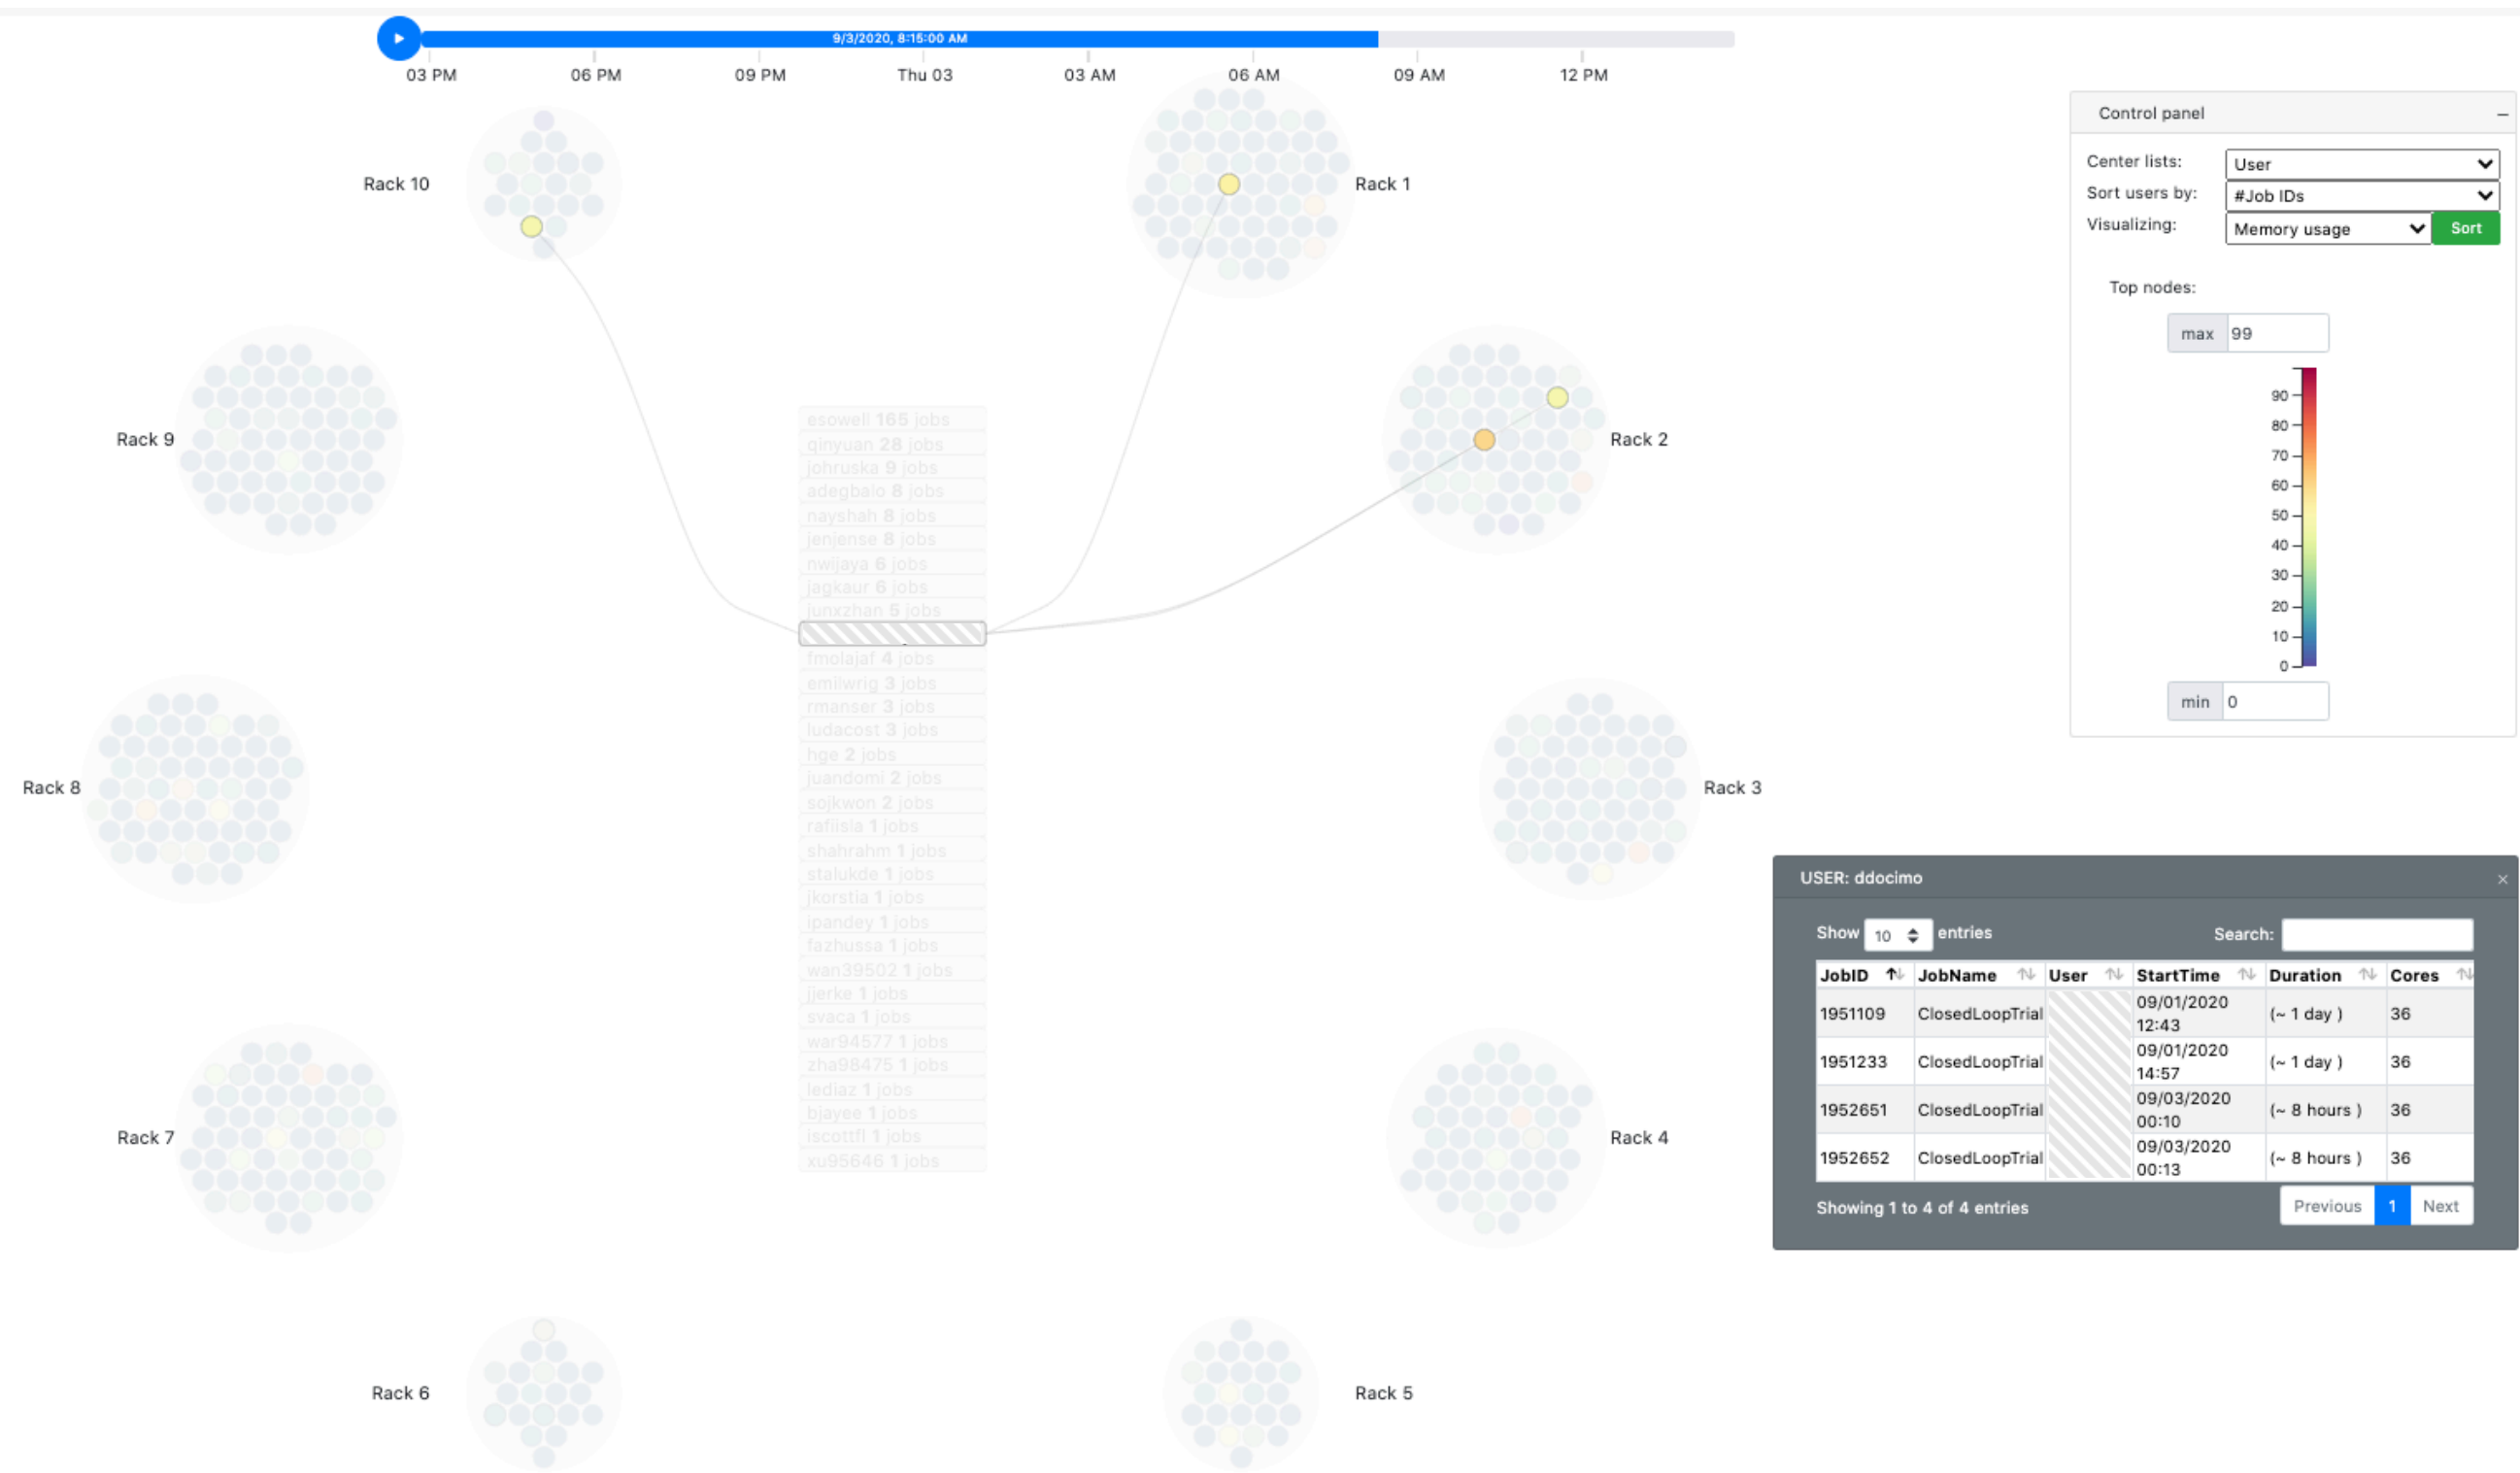 9/3/2020, 8:15:00 AM
03 PM 06 PM 09 PM Thu 03 03 AM 06 AM 09 AM 12 PM
Control panel
Center lists: User
Sort users by: #Job IDs
Visualizing: Memory usage Sort
Top nodes:
max 99
90
80
70
60
50
40
30
20
10
0
min 0
Rack 10
Rack 1
Rack 9
Rack 2
Rack 8
Rack 3
Rack 7
Rack 4
Rack 6
Rack 5
esowell 165 jobs
qinyuan 28 jobs
johruska 9 jobs
adegbalo 8 jobs
nayshah 8 jobs
jenjense 8 jobs
nwijaya 6 jobs
jagkaur 6 jobs
junxzhan 5 jobs
fmolajaf 4 jobs
emilwrig 3 jobs
rmanser 3 jobs
ludacost 3 jobs
hge 2 jobs
juandomi 2 jobs
sojkwon 2 jobs
rafiisla 1 jobs
shahrahm 1 jobs
stalukde 1 jobs
jkorstia 1 jobs
ipandey 1 jobs
fazhussa 1 jobs
wan39502 1 jobs
jjerke 1 jobs
svaca 1 jobs
war94577 1 jobs
zha98475 1 jobs
lediaz 1 jobs
bjayee 1 jobs
iscottfl 1 jobs
xu95646 1 jobs
USER: ddocimo
Show 10 entries Search:
JobID JobName User StartTime Duration Cores
1951109 ClosedLoopTrial 09/01/2020 12:43 (~ 1 day ) 36
1951233 ClosedLoopTrial 09/01/2020 14:57 (~ 1 day ) 36
1952651 ClosedLoopTrial 09/03/2020 00:10 (~ 8 hours ) 36
1952652 ClosedLoopTrial 09/03/2020 00:13 (~ 8 hours ) 36
Showing 1 to 4 of 4 entries Previous 1 Next